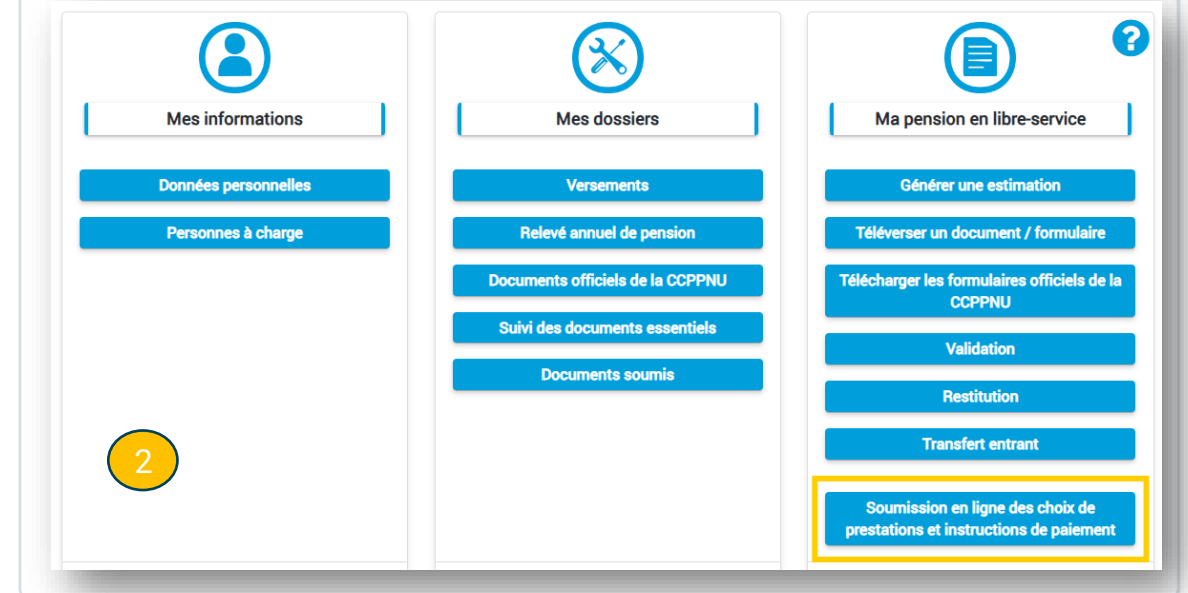 ?
Mes informations
Données personnelles
Personnes à charge
2
Mes dossiers
Versements
Relevé annuel de pension
Documents officiels de la CCPPNU
Suivi des documents essentiels
Documents soumis
Ma pension en libre-service
Générer une estimation
Téléverser un document / formulaire
Télécharger les formulaires officiels de la
CCPPNU
Validation
Restitution
Transfert entrant
Soumission en ligne des choix de
prestations et instructions de paiement